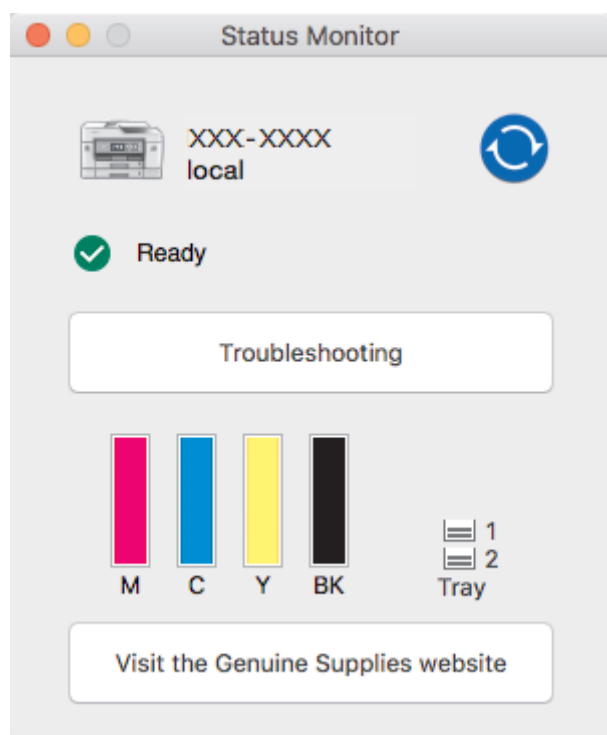 Status Monitor
XXX-XXXX
local
Ready
Troubleshooting
M C Y BK
1
2
Tray
Visit the Genuine Supplies website